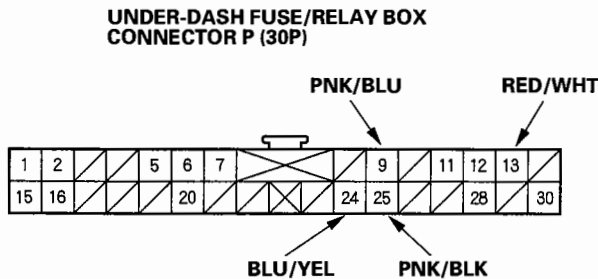 UNDER-DASH FUSE/RELAY BOX
CONNECTOR P (30P)
PNK/BLU RED/WHT
1 2 5 6 7 9 11 12 13
15 16 20 24 25 28 30
BLU/YEL PNK/BLK